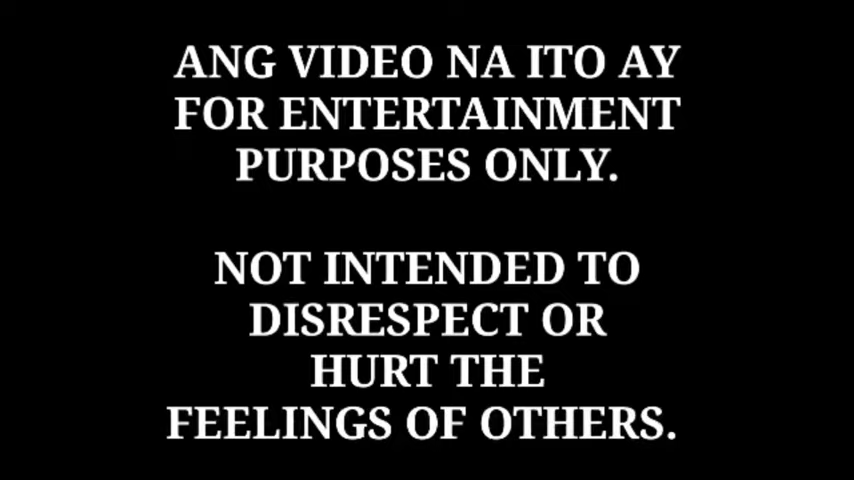 ANG VIDEO NA ITO AY
FOR ENTERTAINMENT
PURPOSES ONLY.
NOT INTENDED TO
DISRESPECT OR
HURT THE
FEELINGS OF OTHERS.